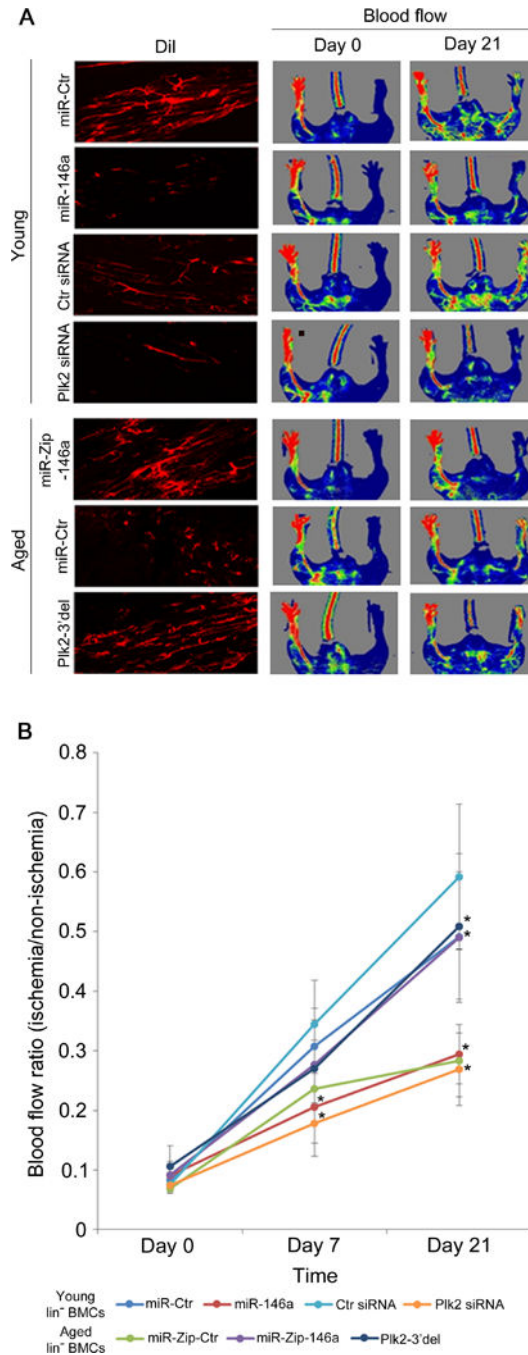 A
Blood flow
DiI
Day 0
Day 21
Young
miR-Ctr
miR-146a
Ctr siRNA
Plk2 siRNA
Aged
miR-Zip
-146a
miR-Ctr
Plk2-3'del
B
Blood flow ratio (ischemia/non-ischemia)
0.8
0.7
0.6
0.5
0.4
0.3
0.2
0.1
0
*
*
*
*
*
*
Day 0
Day 7
Day 21
Time
Young
lin⁻ BMCs
miR-Ctr
miR-146a
Ctr siRNA
Plk2 siRNA
Aged
lin⁻ BMCs
miR-Zip-Ctr
miR-Zip-146a
Plk2-3'del